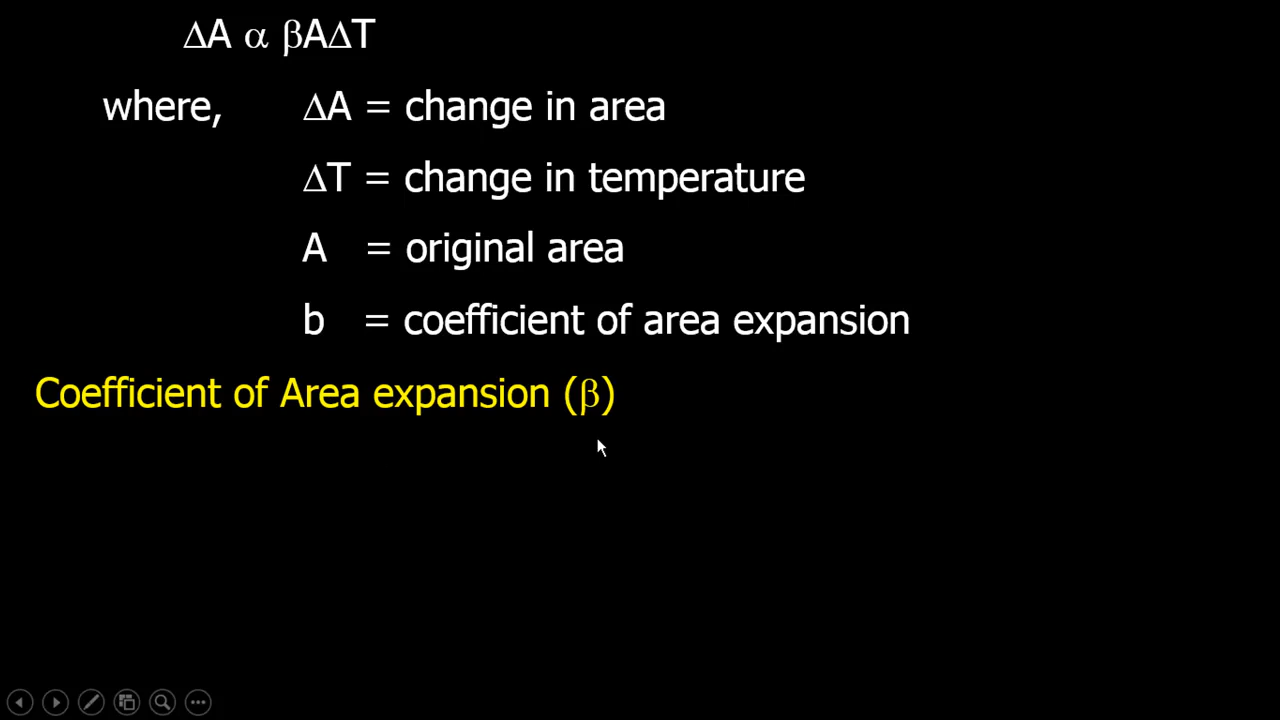 ΔA α βAΔT
where, ΔA = change in area
ΔT = change in temperature
A = original area
b = coefficient of area expansion
Coefficient of Area expansion (β)